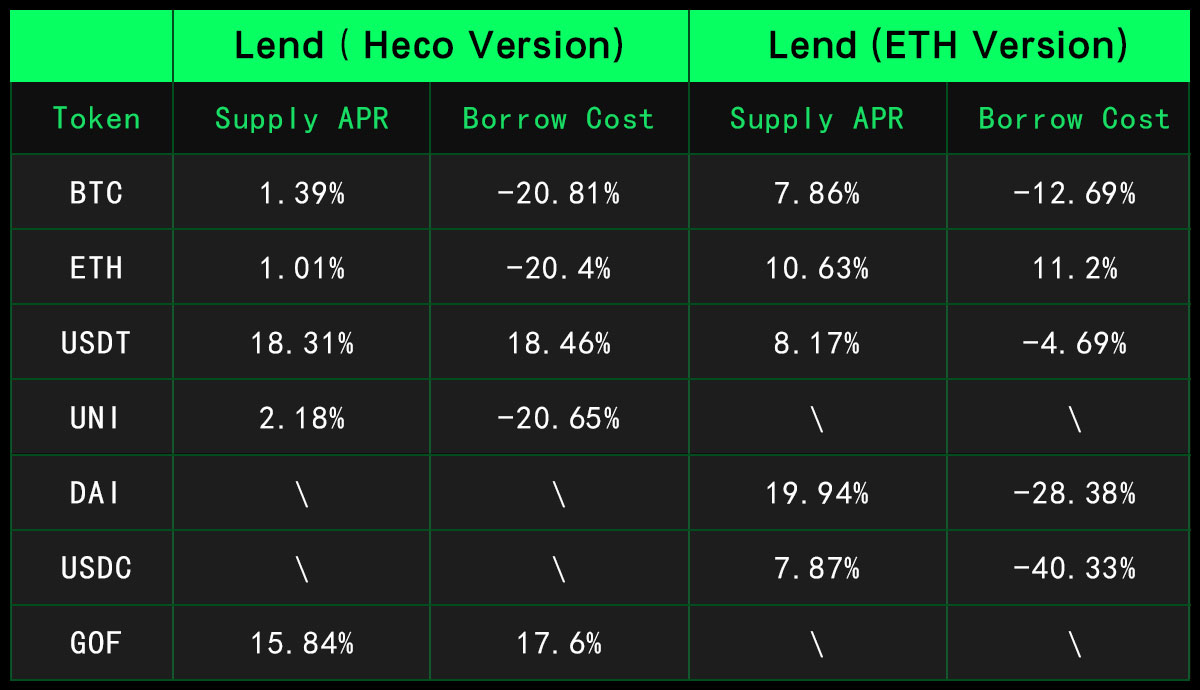 Lend ( Heco Version) Lend (ETH Version)
Token Supply APR Borrow Cost Supply APR Borrow Cost
BTC 1.39% -20.81% 7.86% -12.69%
ETH 1.01% -20.4% 10.63% 11.2%
USDT 18.31% 18.46% 8.17% -4.69%
UNI 2.18% -20.65% \ \
DAI \ \ 19.94% -28.38%
USDC \ \ 7.87% -40.33%
GOF 15.84% 17.6% \ \